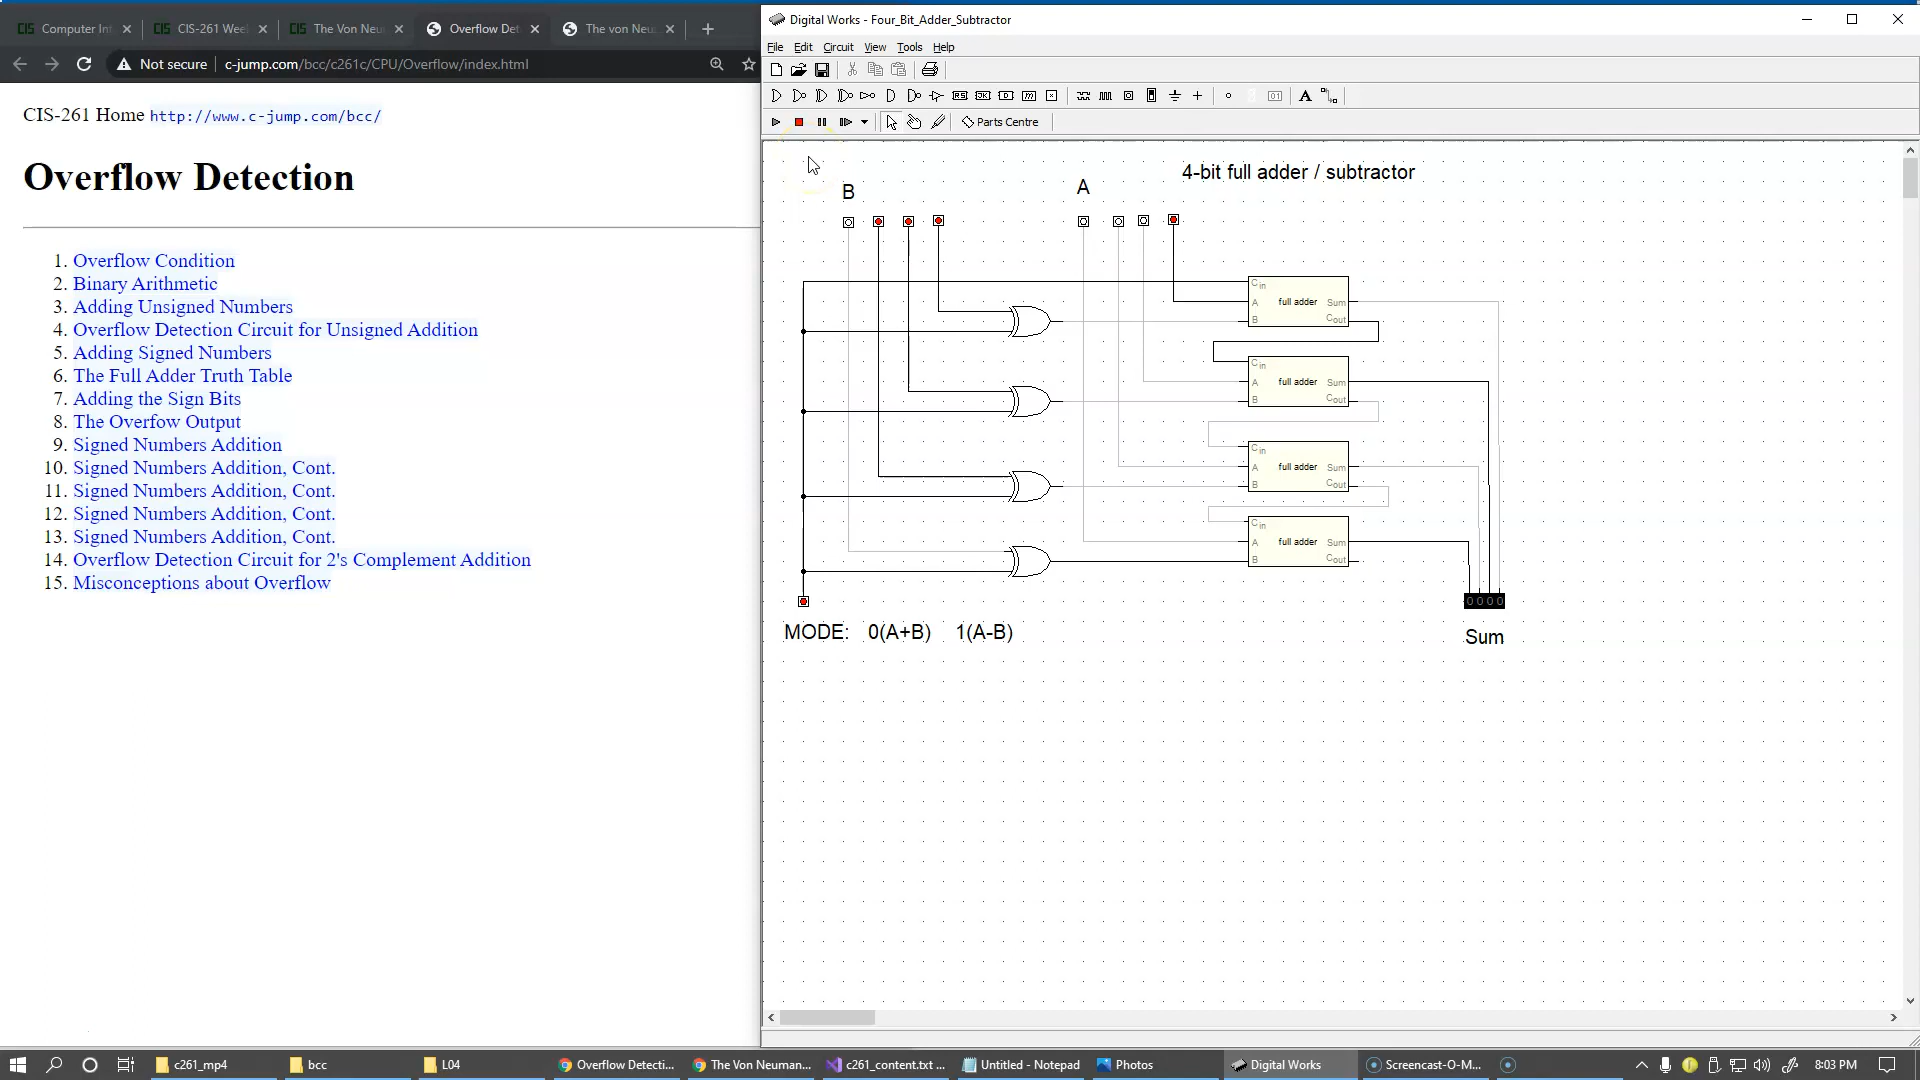 Computer In
CIS-261 Wee
The Von Neu
Overflow Det
The von Neu
Digital Works - Four_Bit_Adder_Subtractor
Not secure
c-jump.com/bcc/c261c/CPU/Overflow/index.html
File Edit Circuit View Tools Help
Parts Centre
CIS-261 Home http://www.c-jump.com/bcc/
Overflow Detection
1. Overflow Condition
2. Binary Arithmetic
3. Adding Unsigned Numbers
4. Overflow Detection Circuit for Unsigned Addition
5. Adding Signed Numbers
6. The Full Adder Truth Table
7. Adding the Sign Bits
8. The Overfow Output
9. Signed Numbers Addition
10. Signed Numbers Addition, Cont.
11. Signed Numbers Addition, Cont.
12. Signed Numbers Addition, Cont.
13. Signed Numbers Addition, Cont.
14. Overflow Detection Circuit for 2's Complement Addition
15. Misconceptions about Overflow
4-bit full adder / subtractor
B
A
C in
A full adder Sum
B Cout
C in
A full adder Sum
B Cout
C in
A full adder Sum
B Cout
C in
A full adder Sum
B Cout
0000
MODE: 0(A+B) 1(A-B)
Sum
c261_mp4
bcc
L04
Overflow Detecti...
The Von Neuman...
c261_content.txt ...
Untitled - Notepad
Photos
Digital Works
Screencast-O-M...
8:03 PM